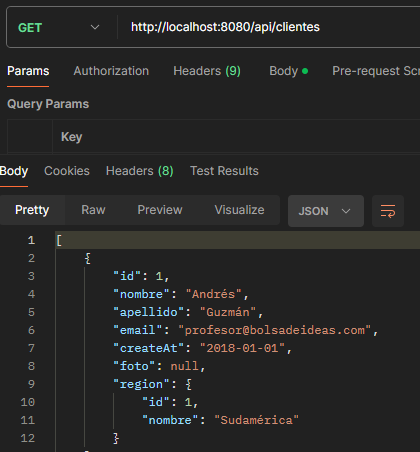 GET http://localhost:8080/api/clientes
Params Authorization Headers (9) Body Pre-request Scr
Query Params
Key
Body Cookies Headers (8) Test Results
Pretty Raw Preview Visualize JSON
1 [
2 {
3 "id": 1,
4 "nombre": "Andrés",
5 "apellido": "Guzmán",
6 "email": "profesor@bolsadeideas.com",
7 "createAt": "2018-01-01",
8 "foto": null,
9 "region": {
10 "id": 1,
11 "nombre": "Sudamérica"
12 }